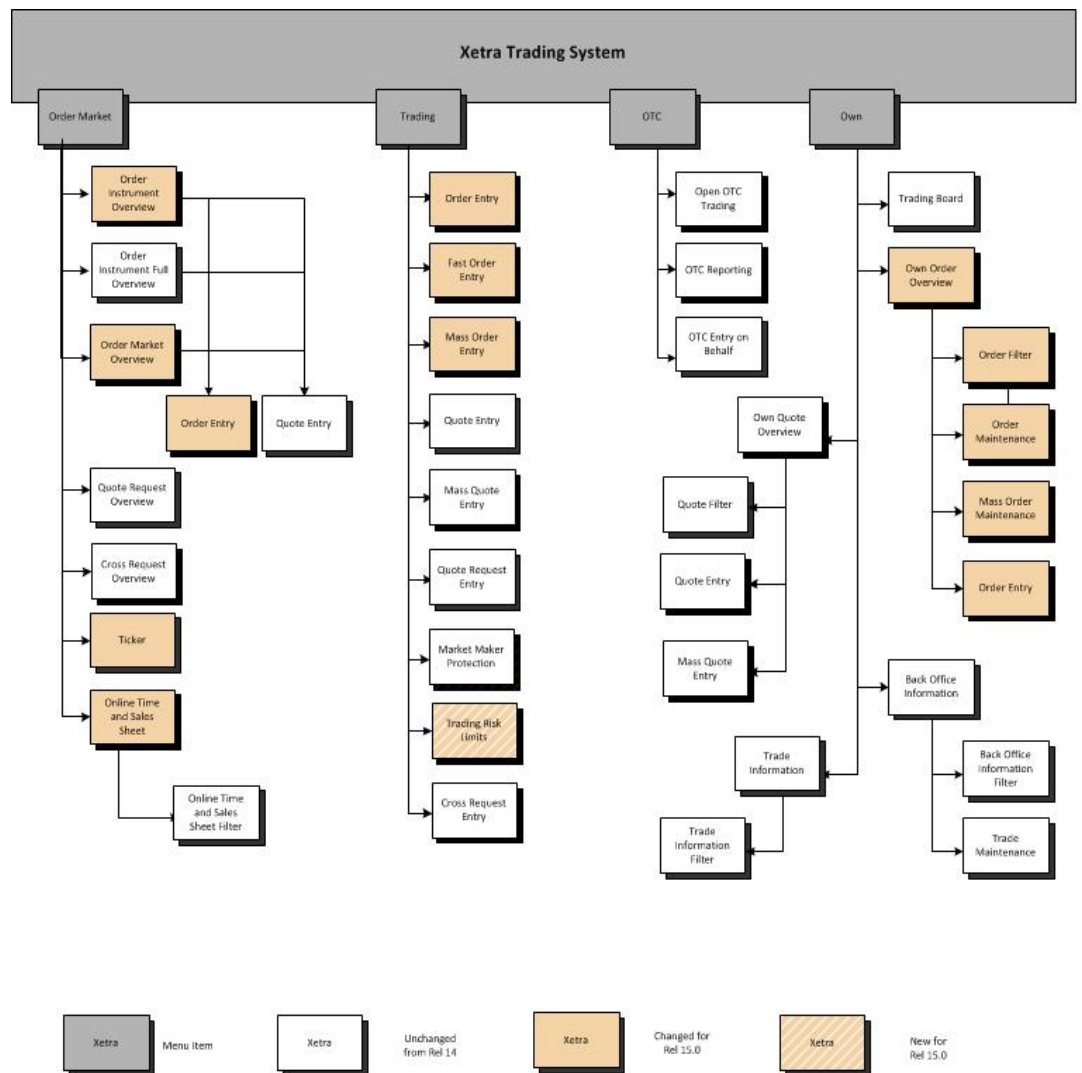 Xetra Trading System
Order Market
Trading
OTC
Own
Order
Instrument
Overview
Order
Instrument Full
Overview
Order Market
Overview
Order Entry
Quote Entry
Quote Request
Overview
Cross Request
Overview
Ticker
Online Time
and Sales
Sheet
Online Time
and Sales
Sheet Filter
Order Entry
Fast Order
Entry
Mass Order
Entry
Quote Entry
Mass Quote
Entry
Quote Request
Entry
Market Maker
Protection
Trading Risk
Limits
Cross Request
Entry
Open OTC
Trading
OTC Reporting
OTC Entry on
Behalf
Own Quote
Overview
Quote Filter
Quote Entry
Mass Quote
Entry
Trade
Information
Trade
Information
Filter
Trading Board
Own Order
Overview
Order Filter
Order
Maintenance
Mass Order
Maintenance
Order Entry
Back Office
Information
Back Office
Information
Filter
Trade
Maintenance
Xetra
Menu Item
Xetra
Unchanged
from Rel 14
Xetra
Changed for
Rel 15.0
Xetra
New for
Rel 15.0